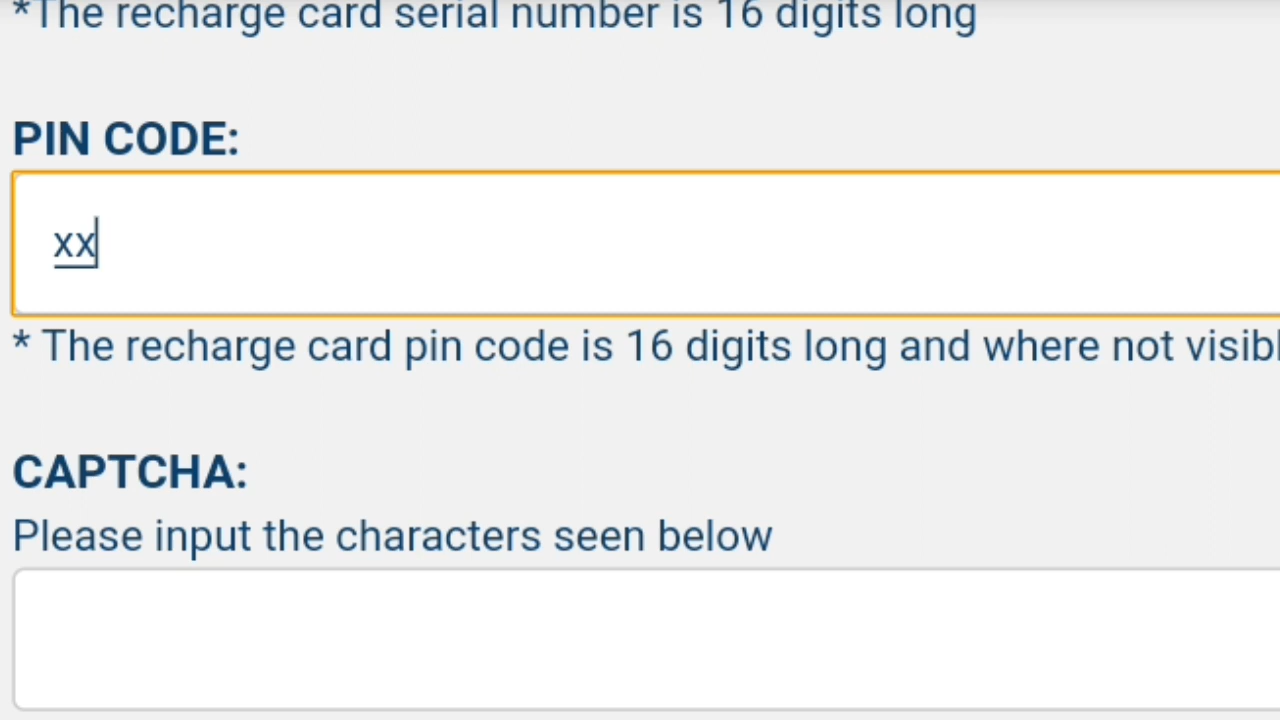 *The recharge card serial number is 16 digits long
PIN CODE:
xx
* The recharge card pin code is 16 digits long and where not
CAPTCHA:
Please input the characters seen below